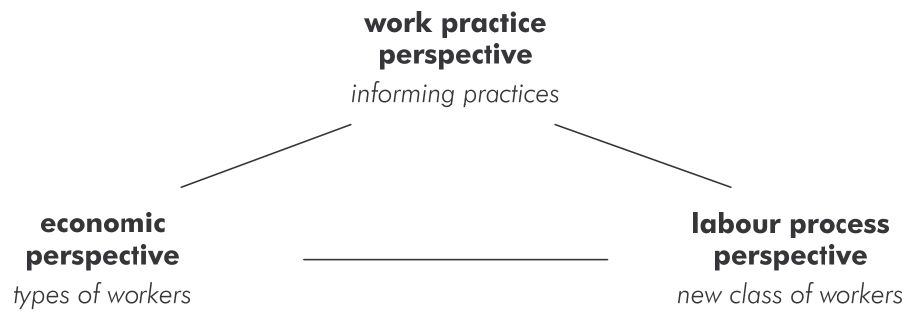 work practice
perspective
informing practices
economic
perspective
types of workers
labour process
perspective
new class of workers